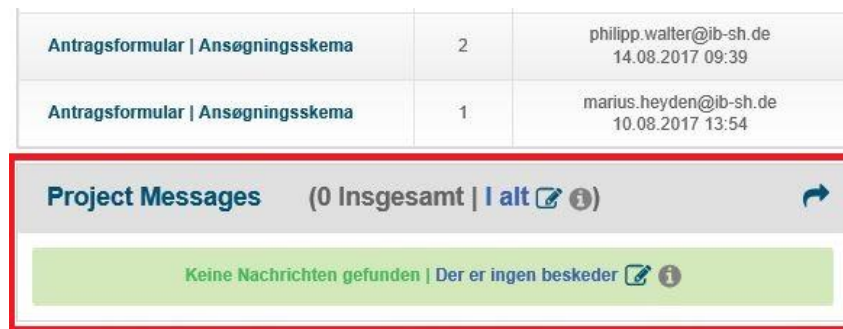 Antragsformular | Ansøgningsskema 2 philipp.walter@ib-sh.de
14.08.2017 09:39
Antragsformular | Ansøgningsskema 1 marius.heyden@ib-sh.de
10.08.2017 13:54
Project Messages (0 Insgesamt | I alt )
Keine Nachrichten gefunden | Der er ingen beskeder